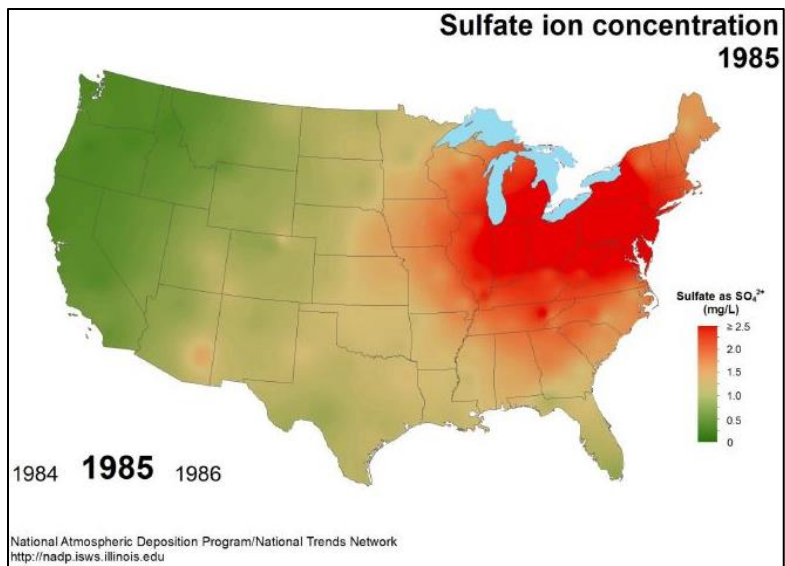 Sulfate ion concentration
1985
Sulfate as SO₄²⁺
(mg/L)
≥ 2.5
2.0
1.5
1.0
0.5
0
1984 1985 1986
National Atmospheric Deposition Program/National Trends Network
http://nadp.isws.illinois.edu